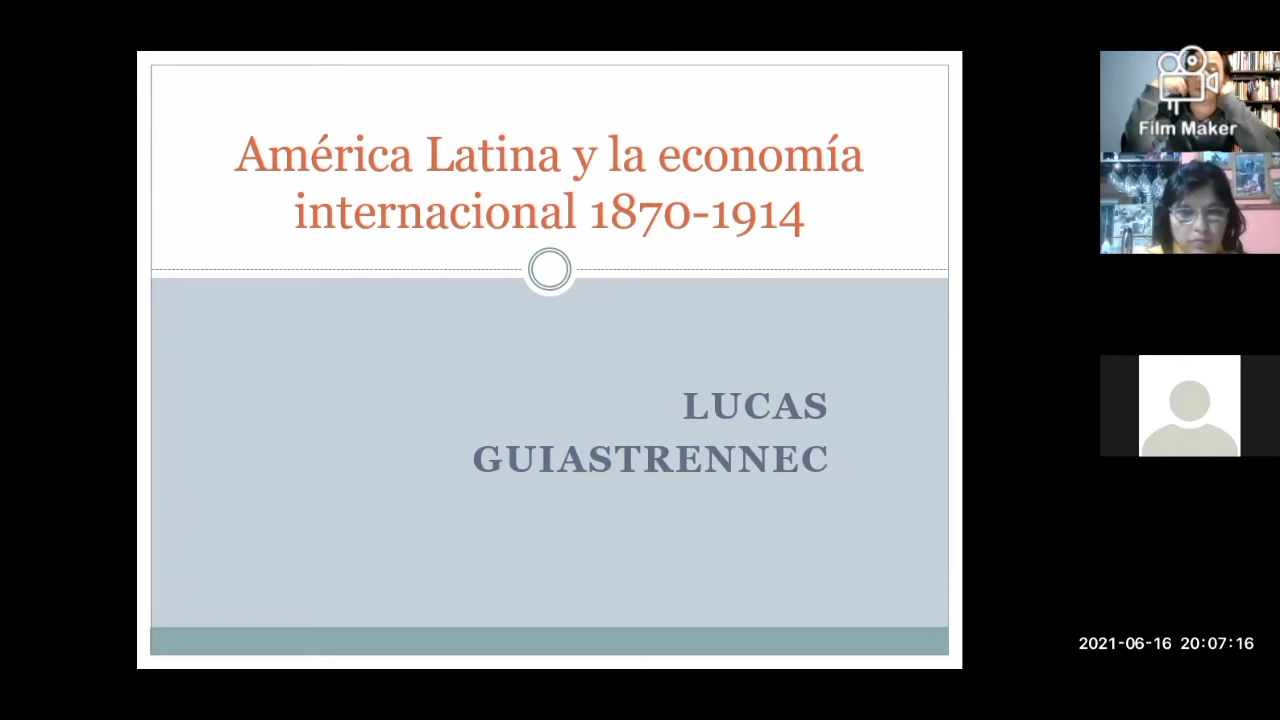 América Latina y la economía
internacional 1870-1914
LUCAS
GUIASTRENNEC
Film Maker
2021-06-16 20:07:16